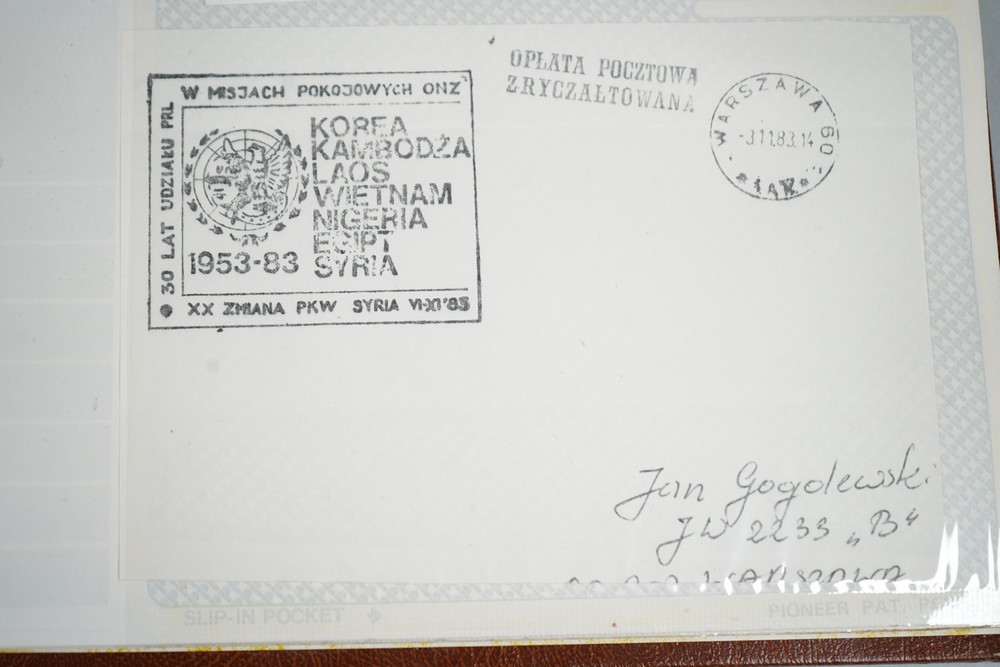 W MISJACH POKOJOWYCH ONZ
30 LAT UDZIAŁU PRL
KOREA
KAMBODŻA
LAOS
WIETNAM
NIGERIA
EGIPT
SYRIA
1953-83
XX ZMIANA PKW SYRIA VI-XI'83
OPŁATA POCZTOWA
ZRYCZAŁTOWANA
WARSZAWA 60
-3.11.83.14
Jan Gogolewski
JW 2233 „B"
WARSZAWA
SLIP-IN POCKET
PIONEER PAT.